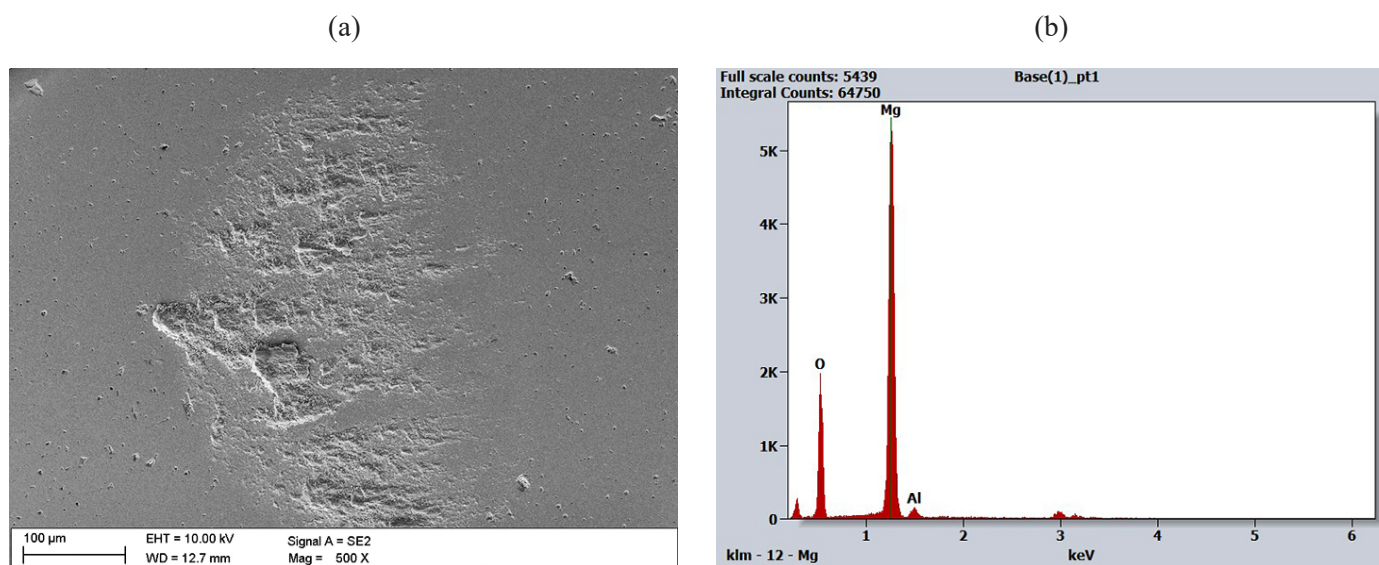 (a)
(b)
100 µm
EHT = 10.00 kV
Signal A = SE2
WD = 12.7 mm
Mag = 500 X
Full scale counts: 5439
Base(1)_pt1
Integral Counts: 64750
Mg
5K
4K
3K
O
2K
1K
Al
0
1
2
3
4
5
6
klm - 12 - Mg
keV